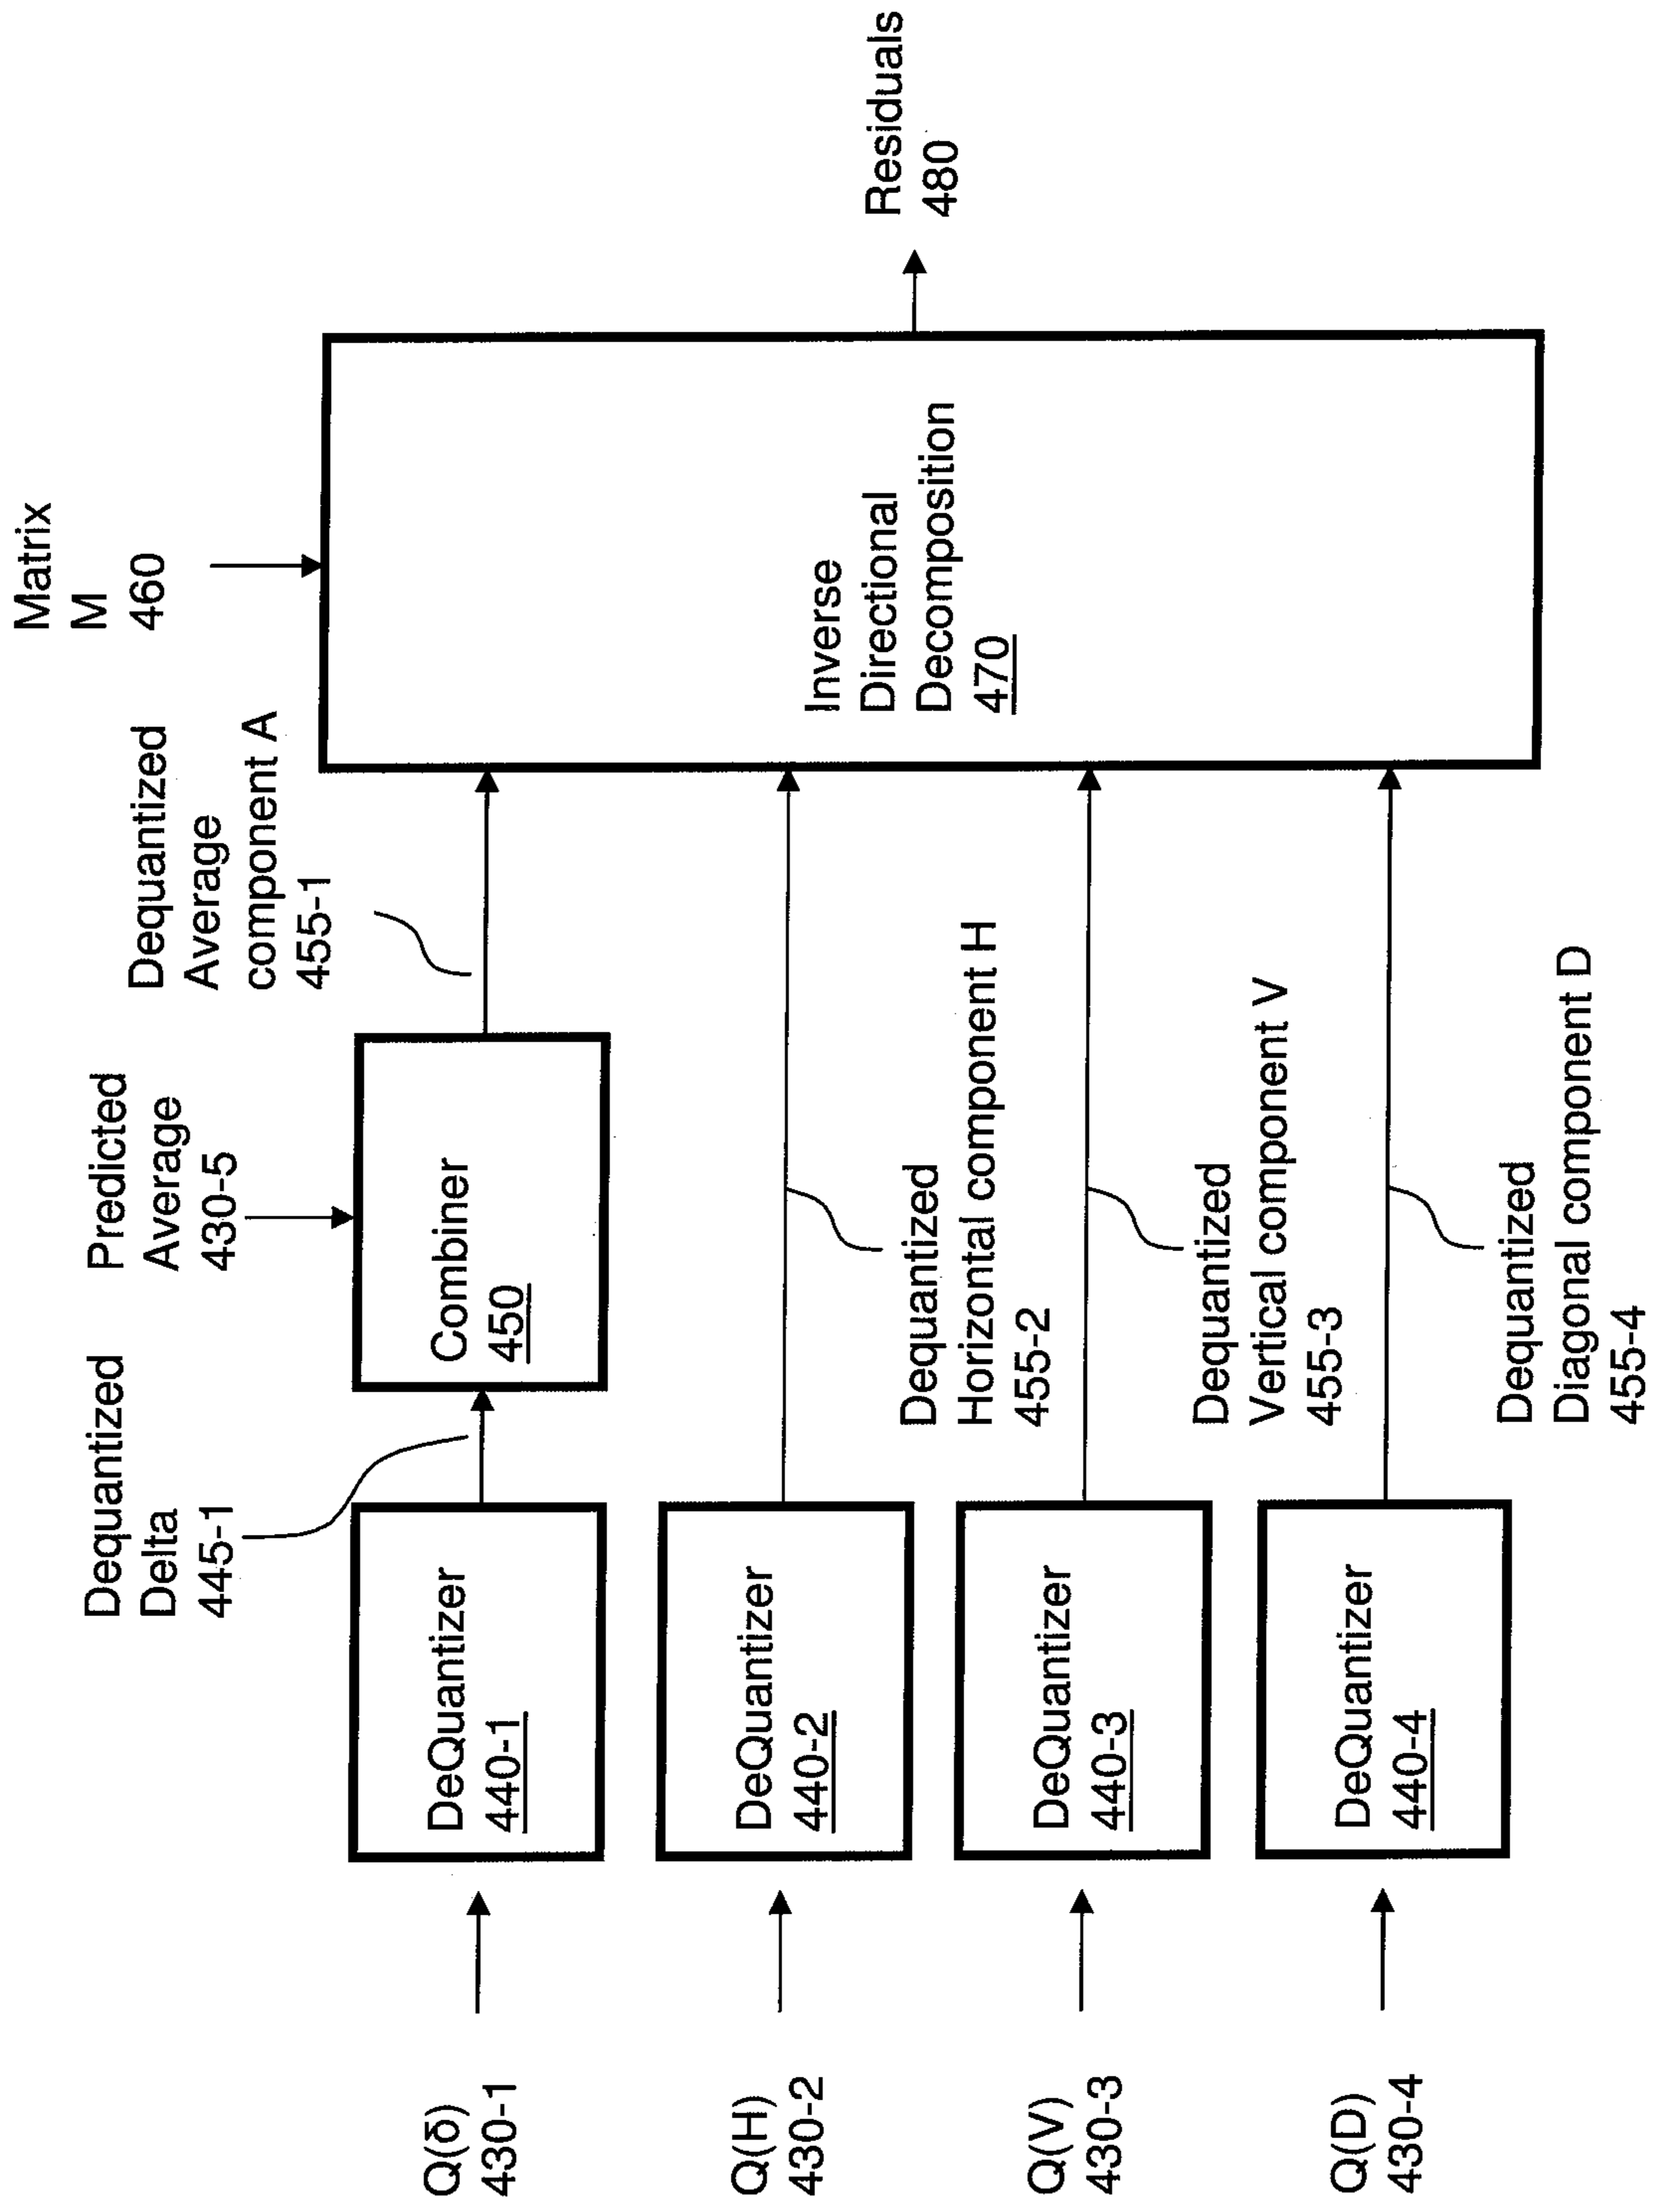 Q(δ)
430-1
Q(H)
430-2
Q(V)
430-3
Q(D)
430-4
DeQuantizer
440-1
DeQuantizer
440-2
DeQuantizer
440-3
DeQuantizer
440-4
Dequantized
Delta
445-1
Predicted
Average
430-5
Combiner
450
Dequantized
Average
component A
455-1
Dequantized
Horizontal component H
455-2
Dequantized
Vertical component V
455-3
Dequantized
Diagonal component D
455-4
Matrix
M
460
Inverse
Directional
Decomposition
470
Residuals
480